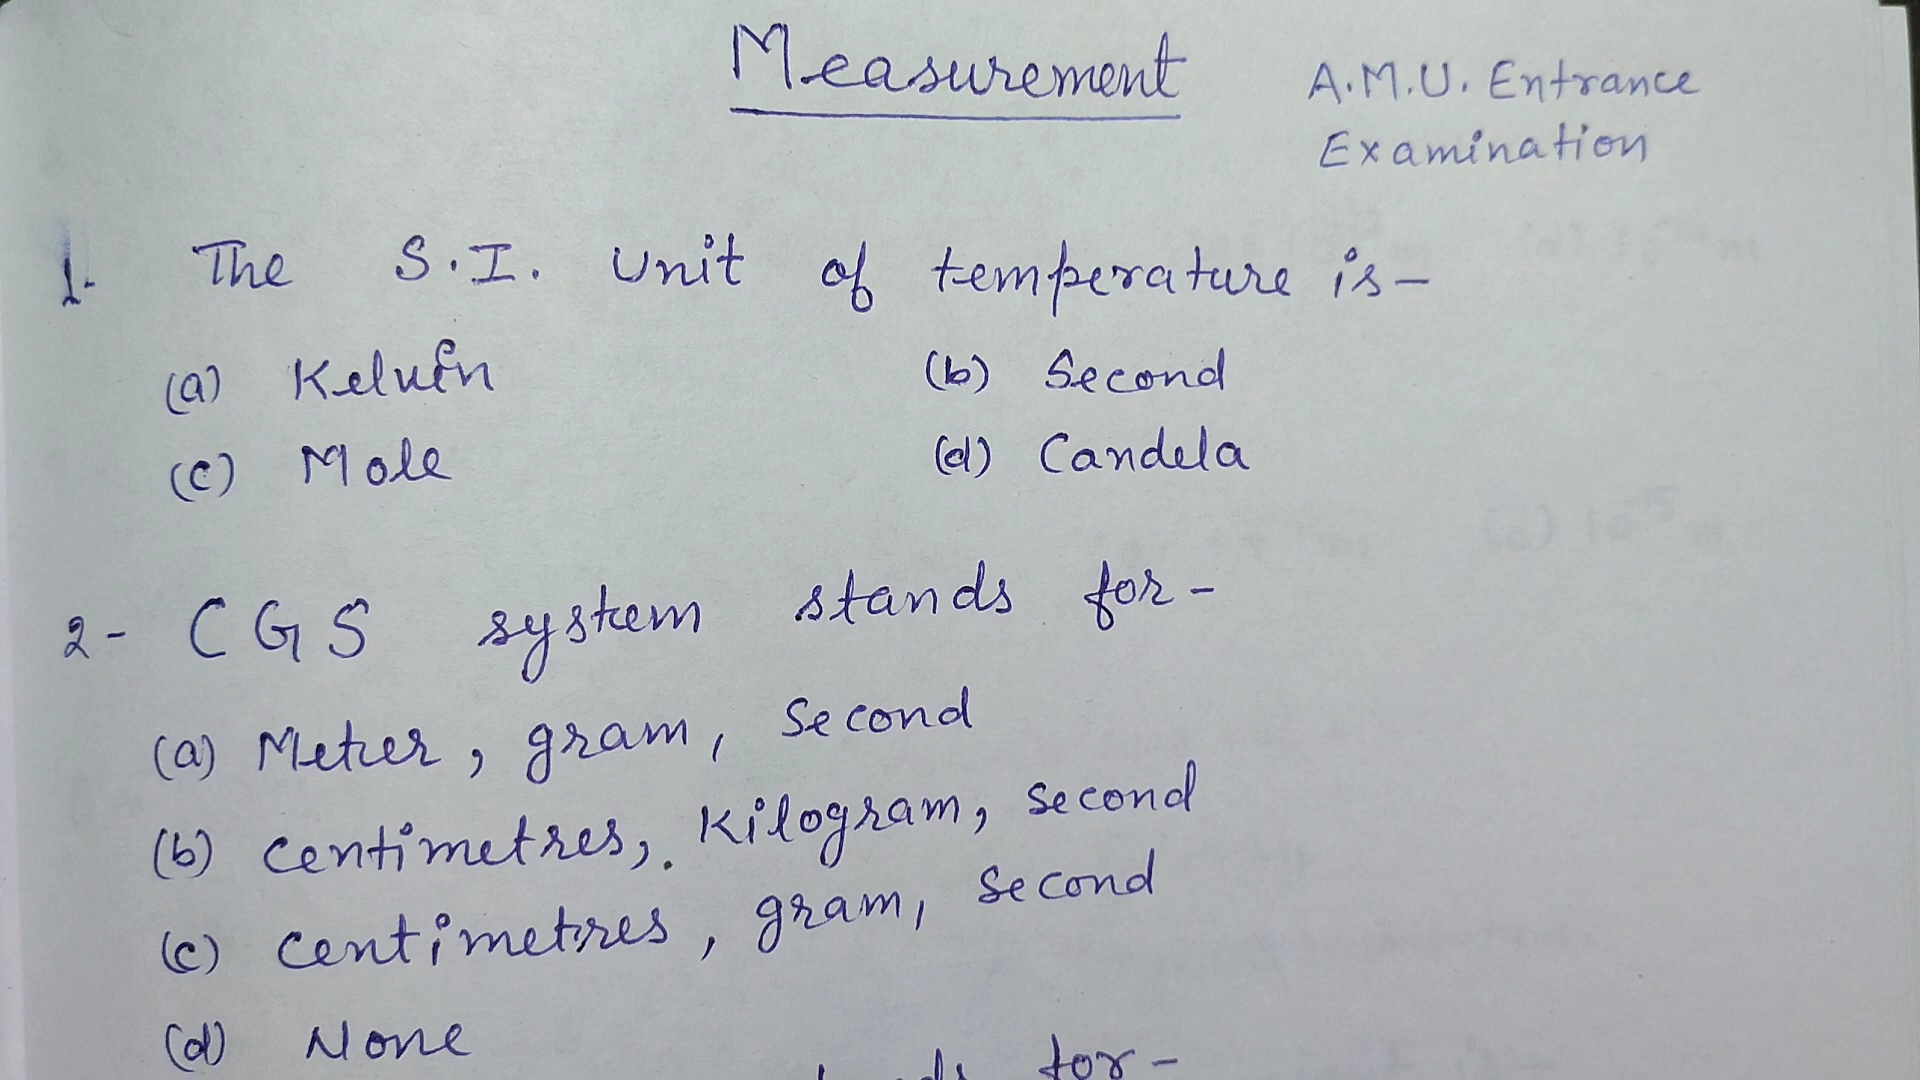 Measurement
A.M.U. Entrance
Examination
1. The S.I. Unit of temperature is-
(a) Kelvin (b) Second
(c) Mole (d) Candela
2- CGS system stands for-
(a) Meter, gram, Second
(b) Centimetres, Kilogram, Second
(c) Centimetres, gram, Second
(d) None
for-